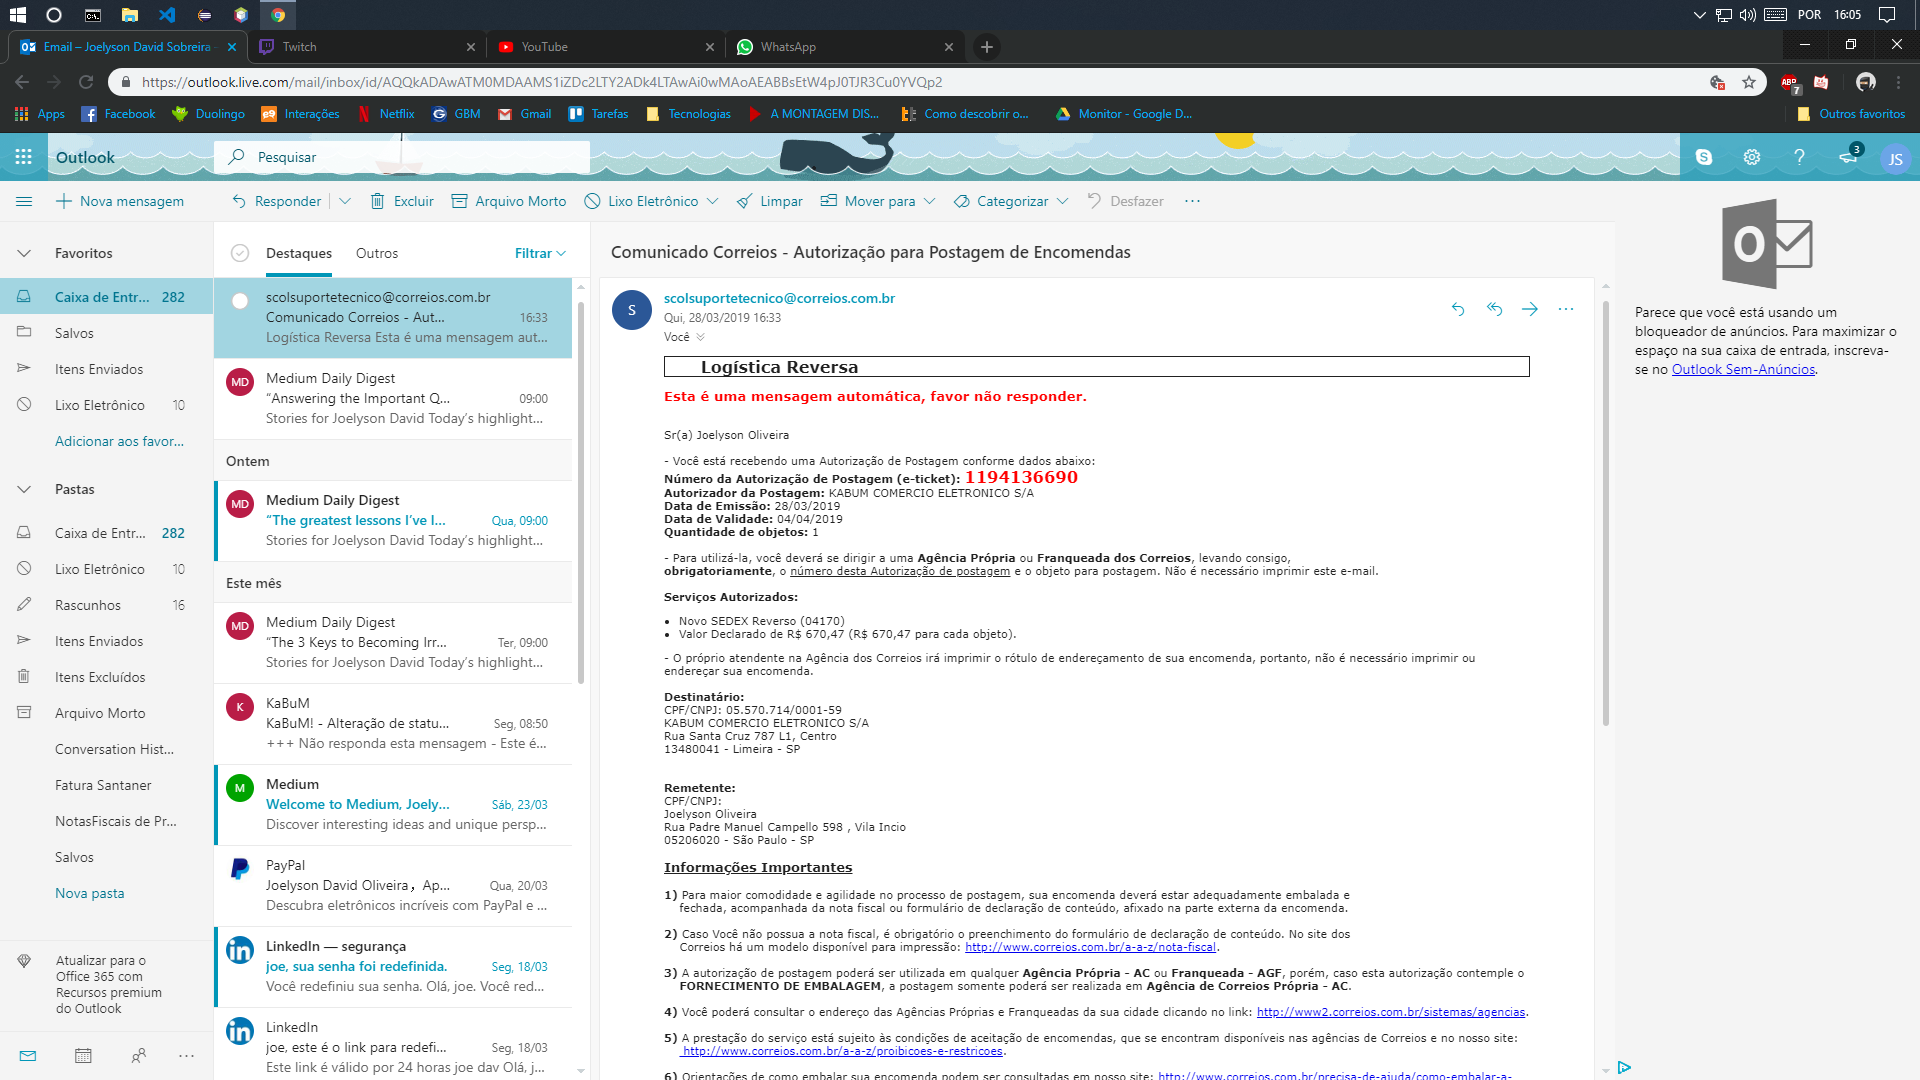 POR 16:05
Email – Joelyson David Sobreira -
Twitch
YouTube
WhatsApp
https://outlook.live.com/mail/inbox/id/AQQkADAwATM0MDAAMS1iZDc2LTY2ADk4LTAwAi0wMAoAEABBsEtW4pJ0TJR3Cu0YVQp2
ABP
7
Apps
Facebook
Duolingo
Interações
Netflix
GBM
Gmail
Tarefas
Tecnologias
A MONTAGEM DIS...
Como descobrir o...
Monitor - Google D...
Outros favoritos
Outlook
Pesquisar
3
JS
Nova mensagem
Responder
Excluir
Arquivo Morto
Lixo Eletrônico
Limpar
Mover para
Categorizar
Desfazer
Favoritos
Caixa de Entr... 282
Salvos
Itens Enviados
Lixo Eletrônico 10
Adicionar aos favor...
Pastas
Caixa de Entr... 282
Lixo Eletrônico 10
Rascunhos 16
Itens Enviados
Itens Excluídos
Arquivo Morto
Conversation Hist...
Fatura Santaner
NotasFiscais de Pr...
Salvos
Nova pasta
Atualizar para o
Office 365 com
Recursos premium
do Outlook
Destaques
Outros
Filtrar
scolsuportetecnico@correios.com.br
Comunicado Correios - Aut... 16:33
Logística Reversa Esta é uma mensagem aut...
MD
Medium Daily Digest
“Answering the Important Q... 09:00
Stories for Joelyson David Today’s highlight...
Ontem
MD
Medium Daily Digest
“The greatest lessons I’ve l... Qua, 09:00
Stories for Joelyson David Today’s highlight...
Este mês
MD
Medium Daily Digest
“The 3 Keys to Becoming Irr... Ter, 09:00
Stories for Joelyson David Today’s highlight...
K
KaBuM
KaBuM! - Alteração de statu... Seg, 08:50
+++ Não responda esta mensagem - Este é...
M
Medium
Welcome to Medium, Joely... Sáb, 23/03
Discover interesting ideas and unique persp...
PayPal
Joelyson David Oliveira，Ap... Qua, 20/03
Descubra eletrônicos incríveis com PayPal e ...
in
LinkedIn — segurança
joe, sua senha foi redefinida. Seg, 18/03
Você redefiniu sua senha. Olá, joe. Você red...
in
LinkedIn
joe, este é o link para redefi... Seg, 18/03
Este link é válido por 24 horas joe dav Olá, j...
Comunicado Correios - Autorização para Postagem de Encomendas
S
scolsuportetecnico@correios.com.br
Qui, 28/03/2019 16:33
Você
Logística Reversa
Esta é uma mensagem automática, favor não responder.
Sr(a) Joelyson Oliveira
- Você está recebendo uma Autorização de Postagem conforme dados abaixo:
Número da Autorização de Postagem (e-ticket): 1194136690
Autorizador da Postagem: KABUM COMERCIO ELETRONICO S/A
Data de Emissão: 28/03/2019
Data de Validade: 04/04/2019
Quantidade de objetos: 1
- Para utilizá-la, você deverá se dirigir a uma Agência Própria ou Franqueada dos Correios, levando consigo,
obrigatoriamente, o número desta Autorização de postagem e o objeto para postagem. Não é necessário imprimir este e-mail.
Serviços Autorizados:
• Novo SEDEX Reverso (04170)
• Valor Declarado de R$ 670,47 (R$ 670,47 para cada objeto).
- O próprio atendente na Agência dos Correios irá imprimir o rótulo de endereçamento de sua encomenda, portanto, não é necessário imprimir ou
endereçar sua encomenda.
Destinatário:
CPF/CNPJ: 05.570.714/0001-59
KABUM COMERCIO ELETRONICO S/A
Rua Santa Cruz 787 L1, Centro
13480041 - Limeira - SP
Remetente:
CPF/CNPJ:
Joelyson Oliveira
Rua Padre Manuel Campello 598 , Vila Incio
05206020 - São Paulo - SP
Informações Importantes
1) Para maior comodidade e agilidade no processo de postagem, sua encomenda deverá estar adequadamente embalada e
fechada, acompanhada da nota fiscal ou formulário de declaração de conteúdo, afixado na parte externa da encomenda.
2) Caso Você não possua a nota fiscal, é obrigatório o preenchimento do formulário de declaração de conteúdo. No site dos
Correios há um modelo disponível para impressão: http://www.correios.com.br/a-a-z/nota-fiscal.
3) A autorização de postagem poderá ser utilizada em qualquer Agência Própria - AC ou Franqueada - AGF, porém, caso esta autorização contemple o
FORNECIMENTO DE EMBALAGEM, a postagem somente poderá ser realizada em Agência de Correios Própria - AC.
4) Você poderá consultar o endereço das Agências Próprias e Franqueadas da sua cidade clicando no link: http://www2.correios.com.br/sistemas/agencias.
5) A prestação do serviço está sujeito às condições de aceitação de encomendas, que se encontram disponíveis nas agências de Correios e no nosso site:
http://www.correios.com.br/a-a-z/proibicoes-e-restricoes.
6) Orientações de como embalar sua encomenda podem ser consultadas em nosso site: http://www.correios.com.br/precisa-de-ajuda/como-embalar-a-
Parece que você está usando um
bloqueador de anúncios. Para maximizar o
espaço na sua caixa de entrada, inscreva-
se no Outlook Sem-Anúncios.